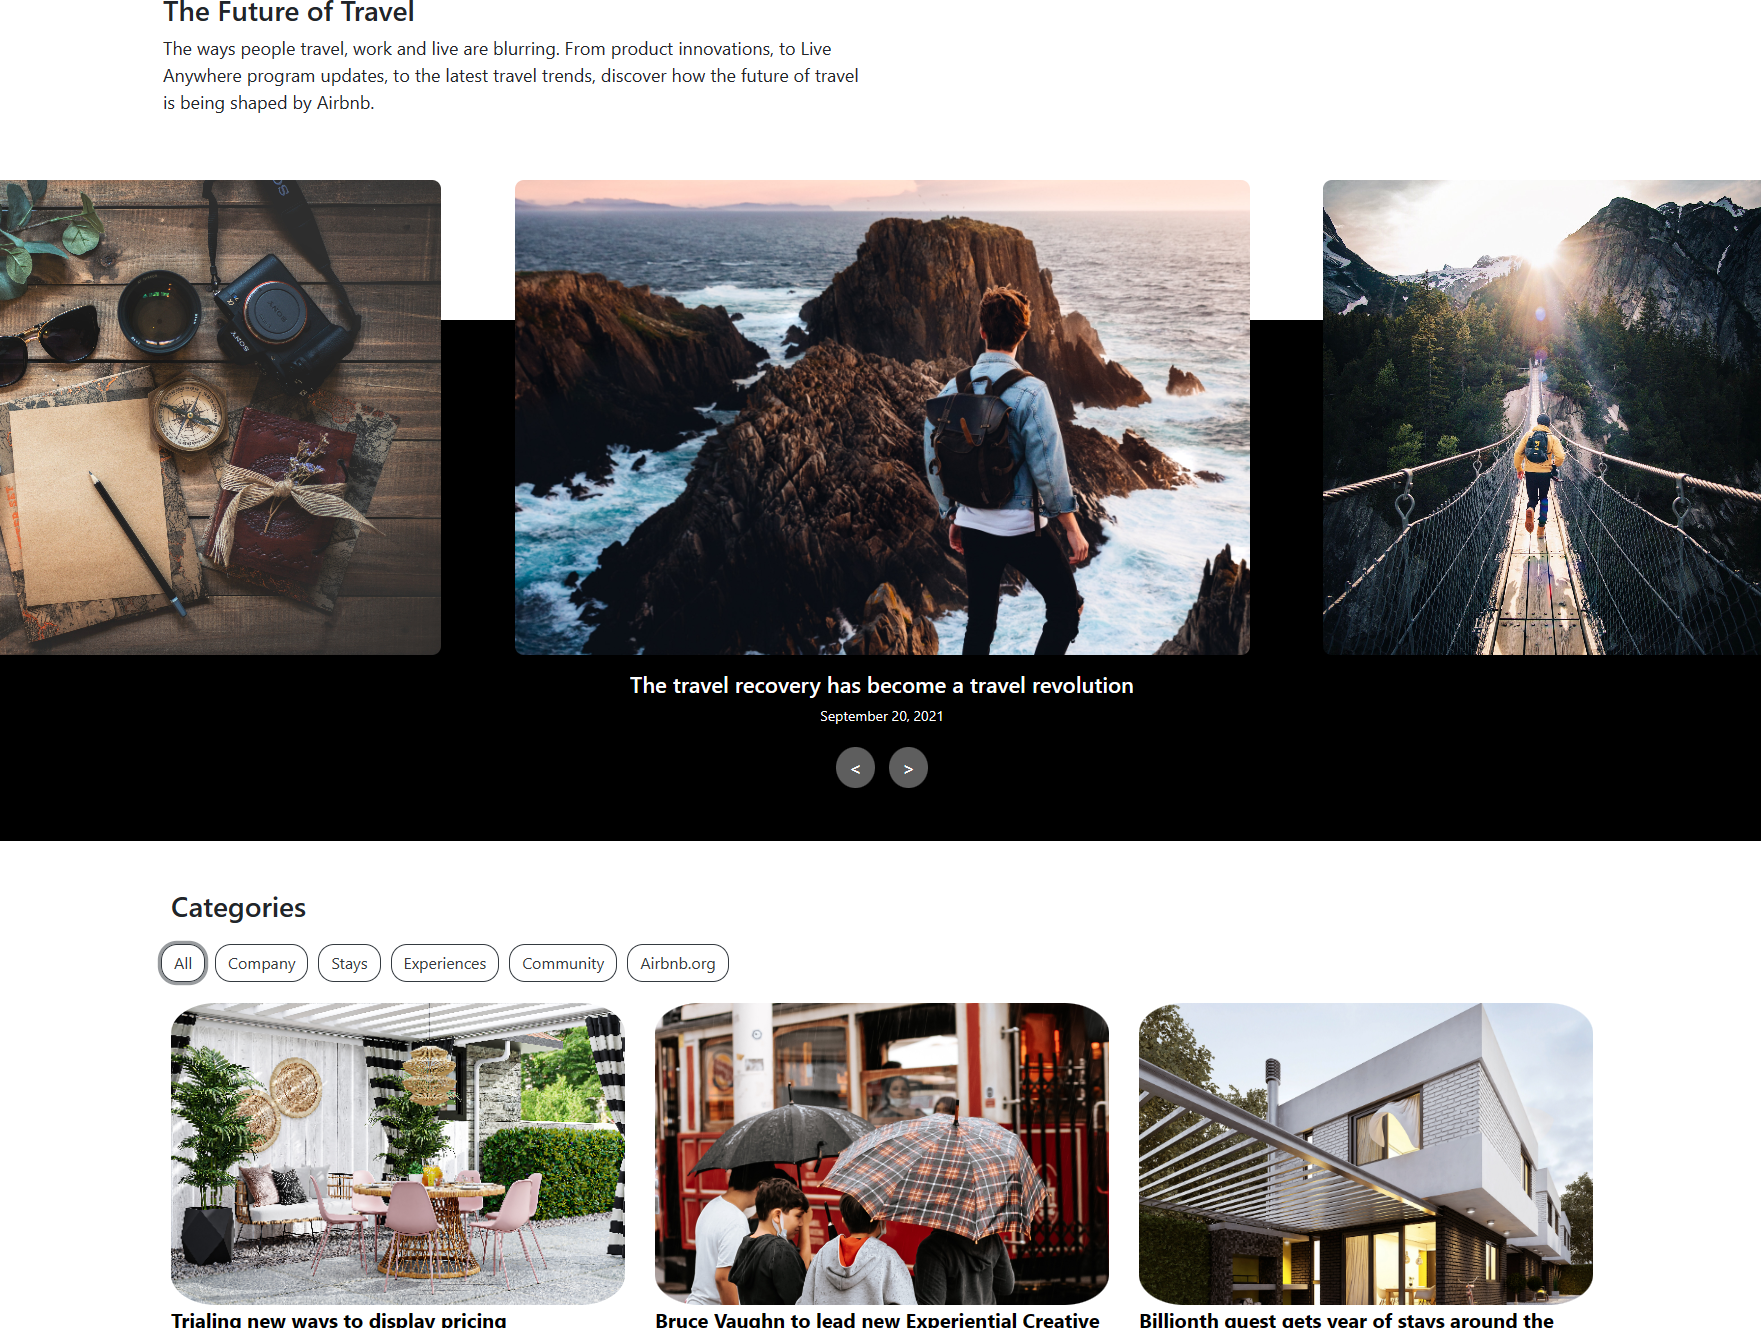 The Future of Travel
The ways people travel, work and live are blurring. From product innovations, to Live
Anywhere program updates, to the latest travel trends, discover how the future of travel
is being shaped by Airbnb.
SONY
SONY
The travel recovery has become a travel revolution
September 20, 2021
< >
Categories
All Company Stays Experiences Community Airbnb.org
Trialing new ways to display pricing
Bruce Vaughn to lead new Experiential Creative
Billionth guest gets year of stays around the